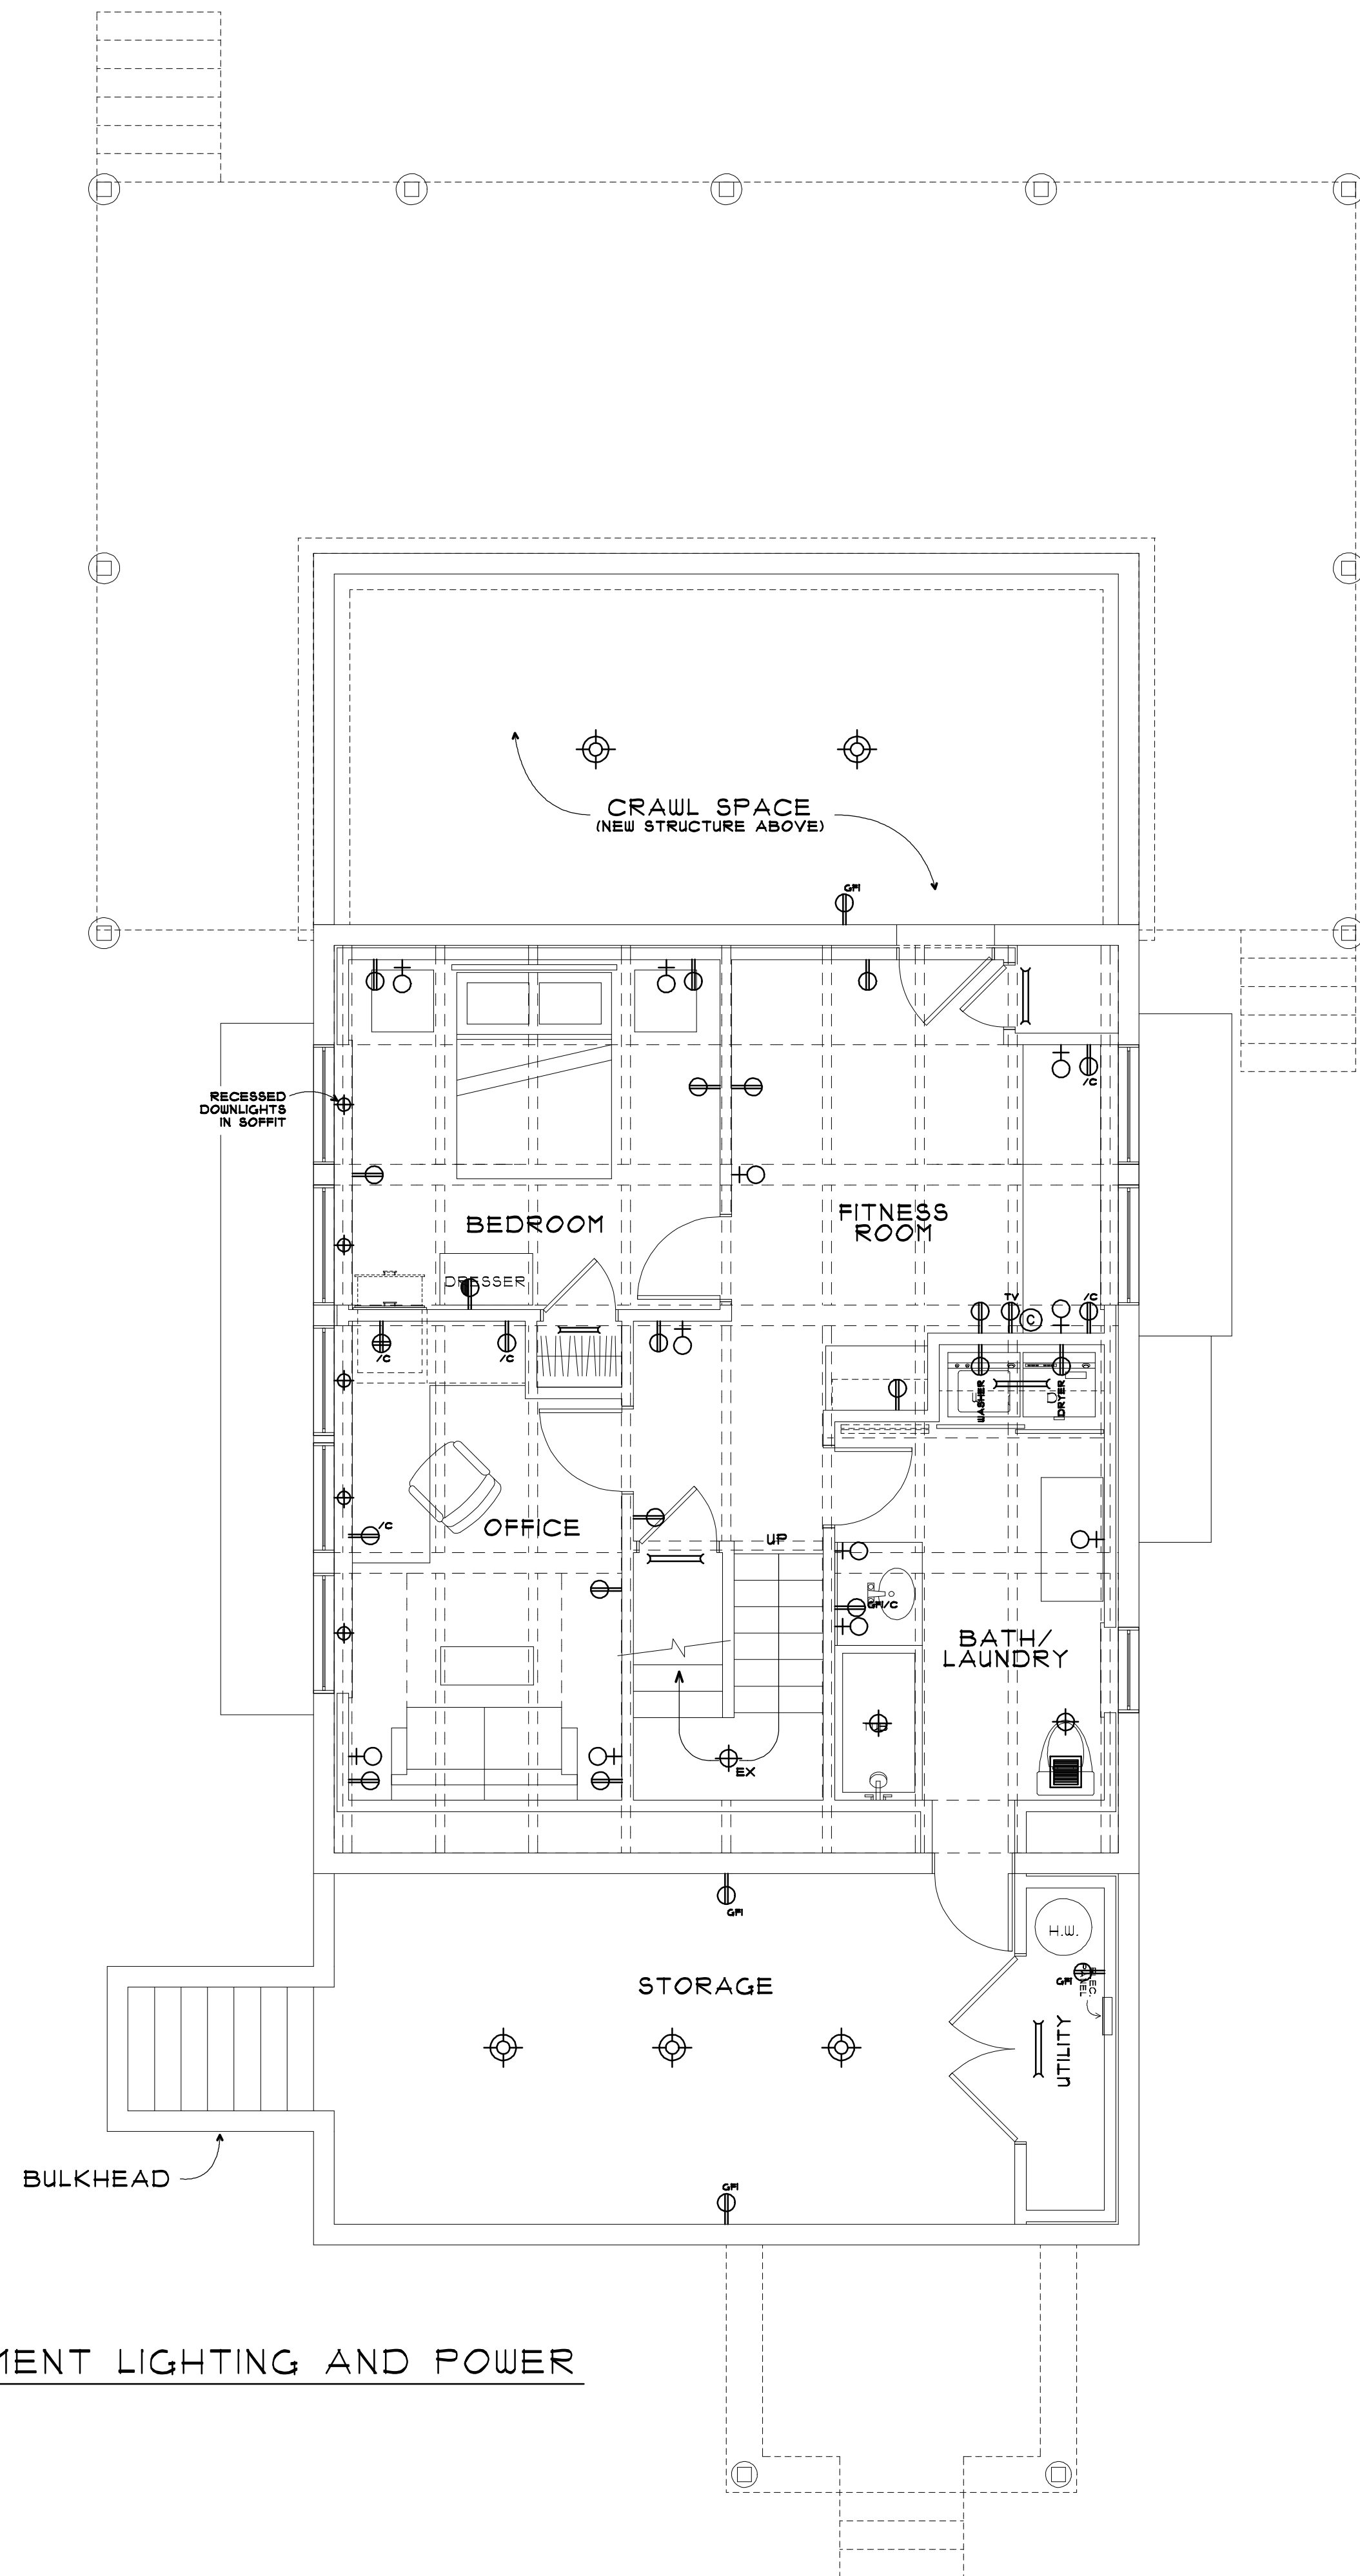 CRAWL SPACE
(NEW STRUCTURE ABOVE)
GFI
RECESSED
DOWNLIGHTS
IN SOFFIT
/C
BEDROOM
FITNESS
ROOM
DRESSER
TV
/C
C
/C
/C
WASHER
DRYER
D
/C
OFFICE
UP
GFI/C
BATH/
LAUNDRY
TUB
EX
GFI
H.W.
STORAGE
GFI
ELEC.
PANEL
UTILITY
BULKHEAD
GFI
MENT LIGHTING AND POWER